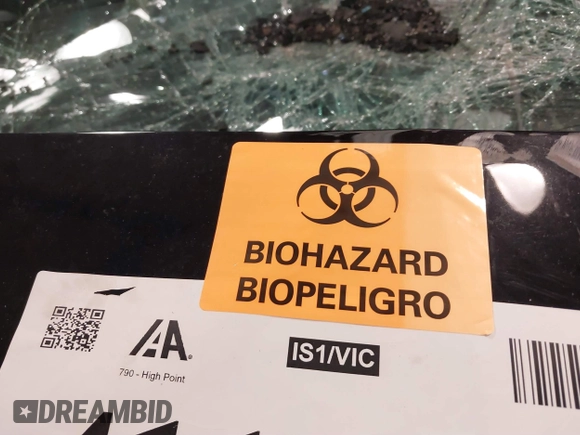 BIOHAZARD
BIOPELIGRO
IAA
790 - High Point
IS1/VIC
DREAMBID